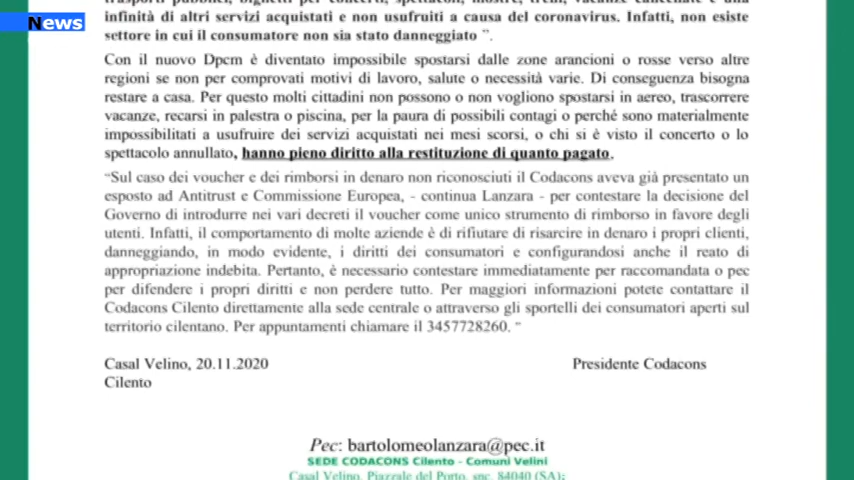 News
trasporti pubblici, biglietti per concerti, spettacoli, mostre, treni, vacanze cancellate e una
infinità di altri servizi acquistati e non usufruiti a causa del coronavirus. Infatti, non esiste
settore in cui il consumatore non sia stato danneggiato ”.
Con il nuovo Dpcm è diventato impossibile spostarsi dalle zone arancioni o rosse verso altre
regioni se non per comprovati motivi di lavoro, salute o necessità varie. Di conseguenza bisogna
restare a casa. Per questo molti cittadini non possono o non vogliono spostarsi in aereo, trascorrere
vacanze, recarsi in palestra o piscina, per la paura di possibili contagi o perché sono materialmente
impossibilitati a usufruire dei servizi acquistati nei mesi scorsi, o chi si è visto il concerto o lo
spettacolo annullato, hanno pieno diritto alla restituzione di quanto pagato.
“Sul caso dei voucher e dei rimborsi in denaro non riconosciuti il Codacons aveva già presentato un
esposto ad Antitrust e Commissione Europea, - continua Lanzara - per contestare la decisione del
Governo di introdurre nei vari decreti il voucher come unico strumento di rimborso in favore degli
utenti. Infatti, il comportamento di molte aziende è di rifiutare di risarcire in denaro i propri clienti,
danneggiando, in modo evidente, i diritti dei consumatori e configurandosi anche il reato di
appropriazione indebita. Pertanto, è necessario contestare immediatamente per raccomandata o pec
per difendere i propri diritti e non perdere tutto. Per maggiori informazioni potete contattare il
Codacons Cilento direttamente alla sede centrale o attraverso gli sportelli dei consumatori aperti sul
territorio cilentano. Per appuntamenti chiamare il 3457728260. “
Casal Velino, 20.11.2020 Presidente Codacons
Cilento
Pec: bartolomeolanzara@pec.it
SEDE CODACONS Cilento - Comuni Velini
Casal Velino, Piazzale del Porto, snc, 84040 (SA);